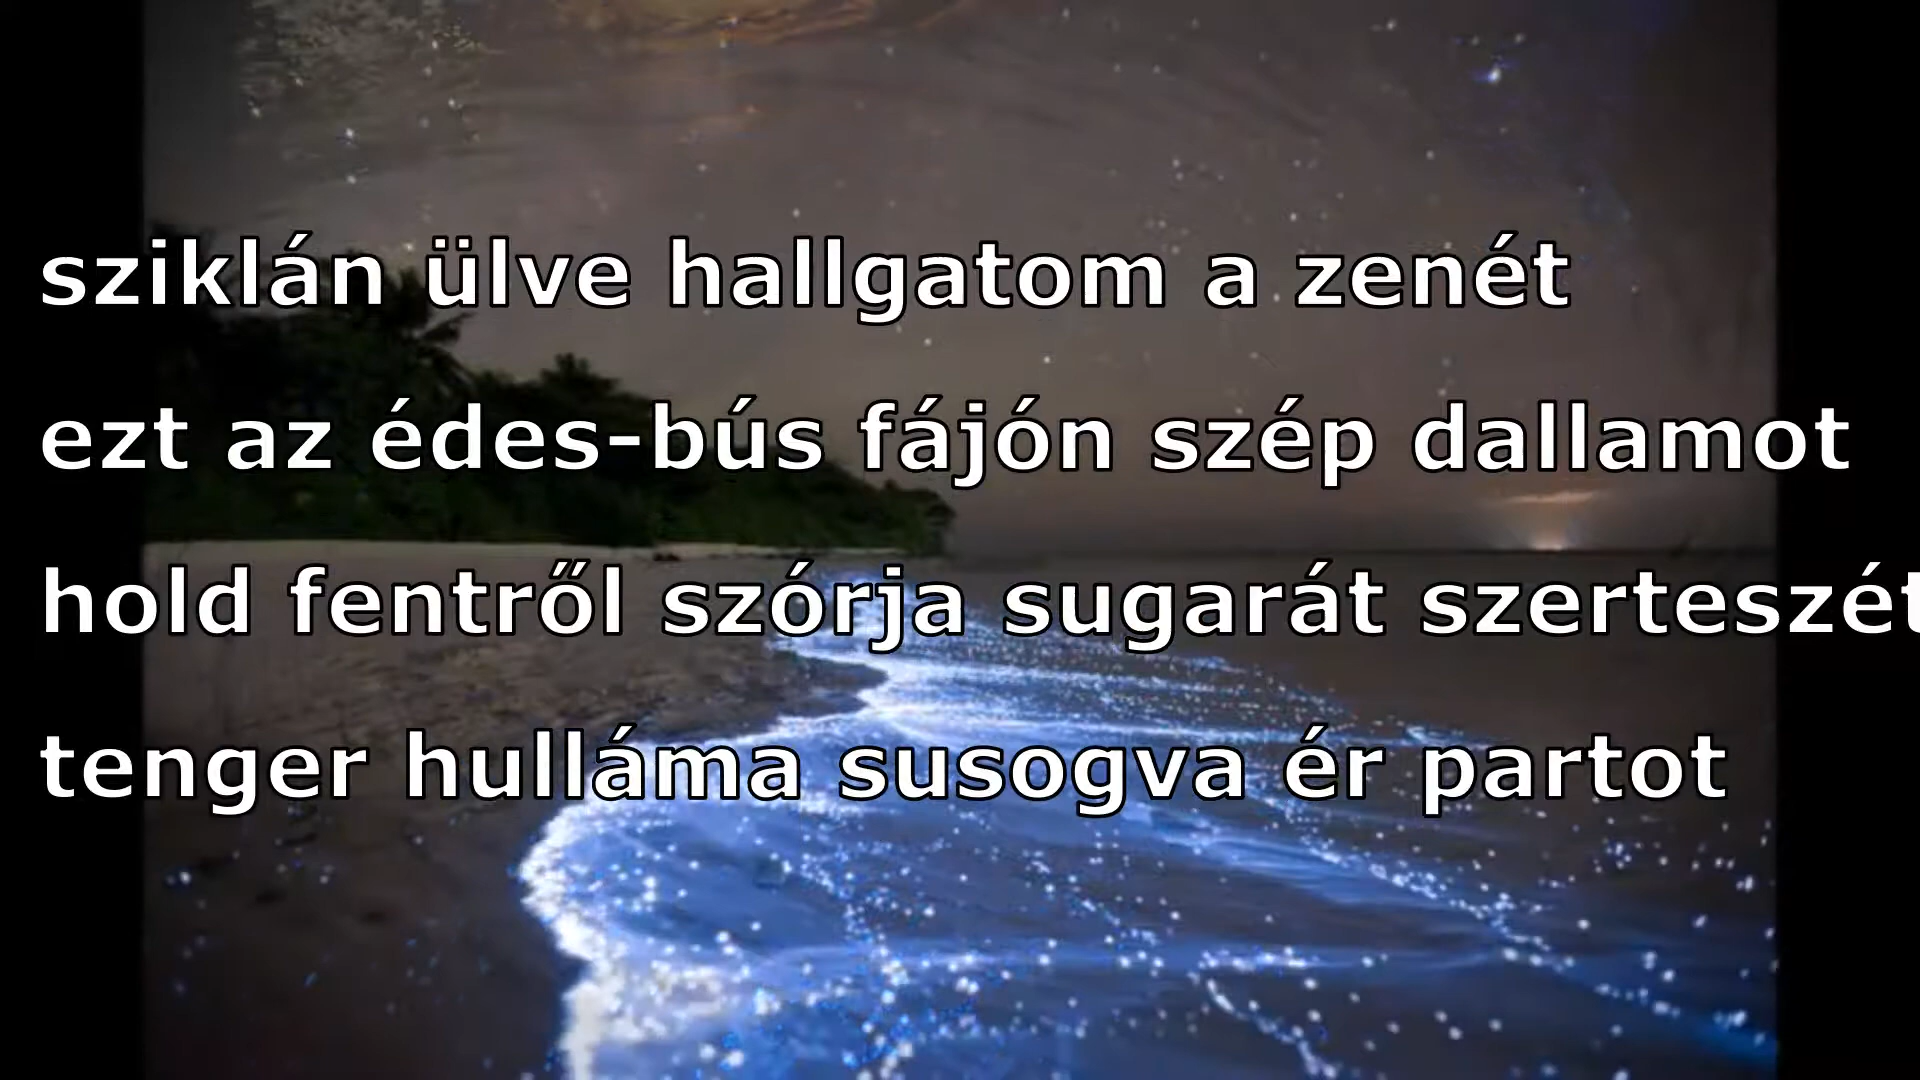 sziklán ülve hallgatom a zenét
ezt az édes-bús fájón szép dallamot
hold fentről szórja sugarát szerteszét
tenger hulláma susogva ér partot